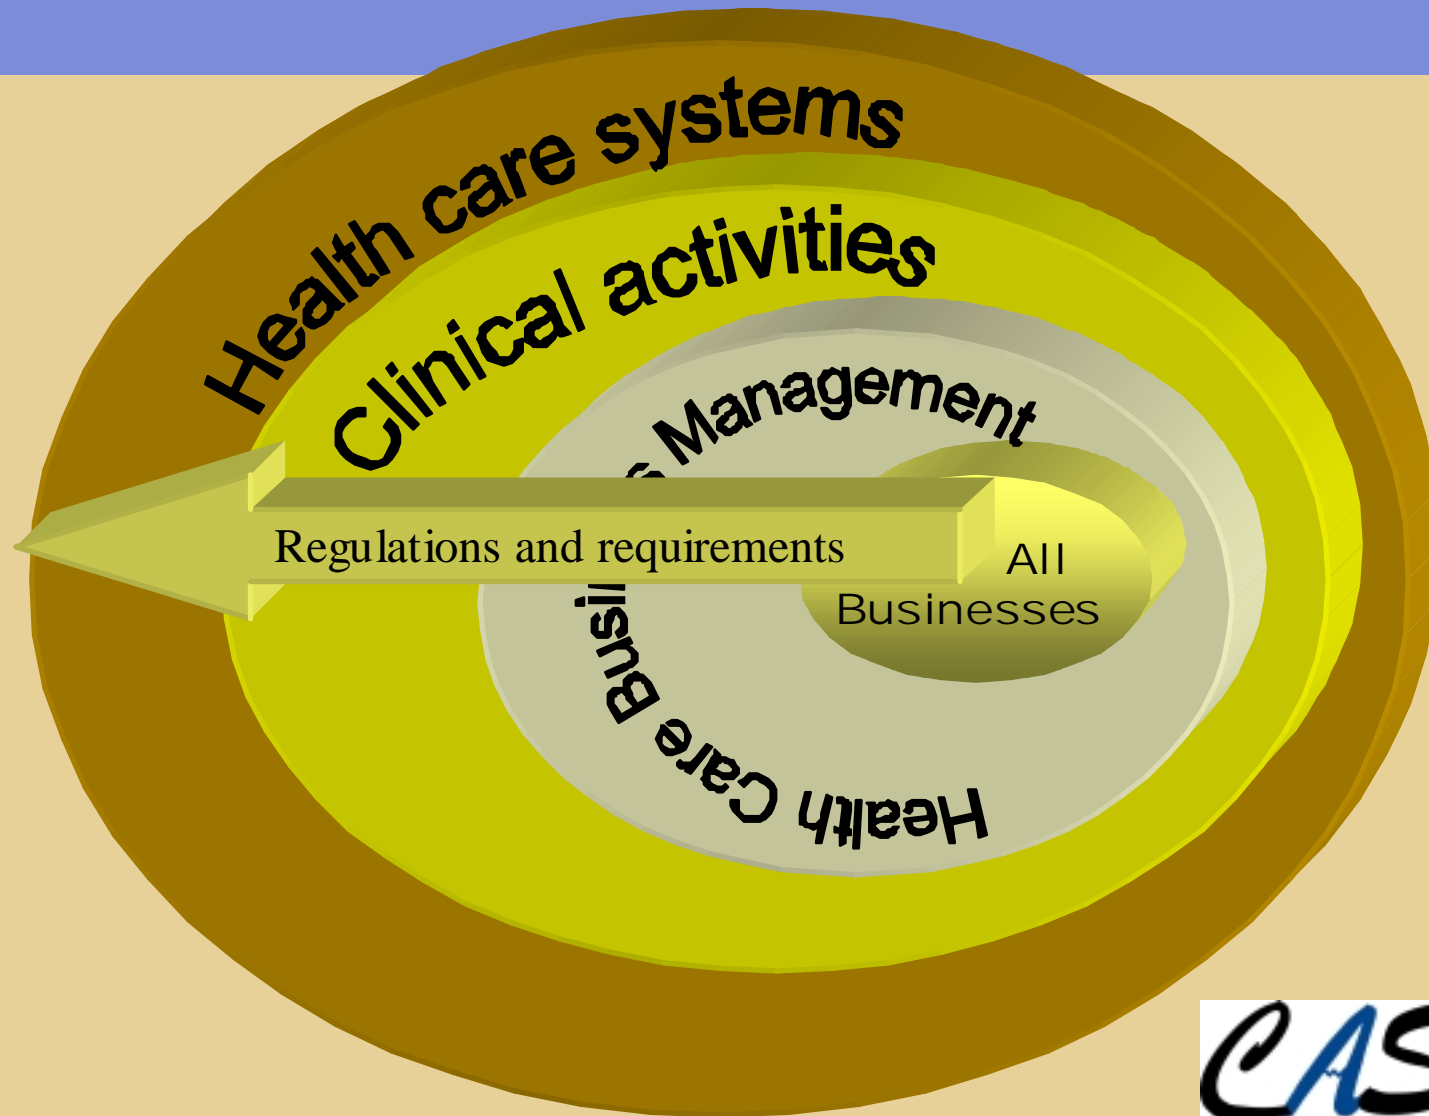 Health care systems
Clinical activities
Health Care Busi s Management
Regulations and requirements
All
Businesses
CAS